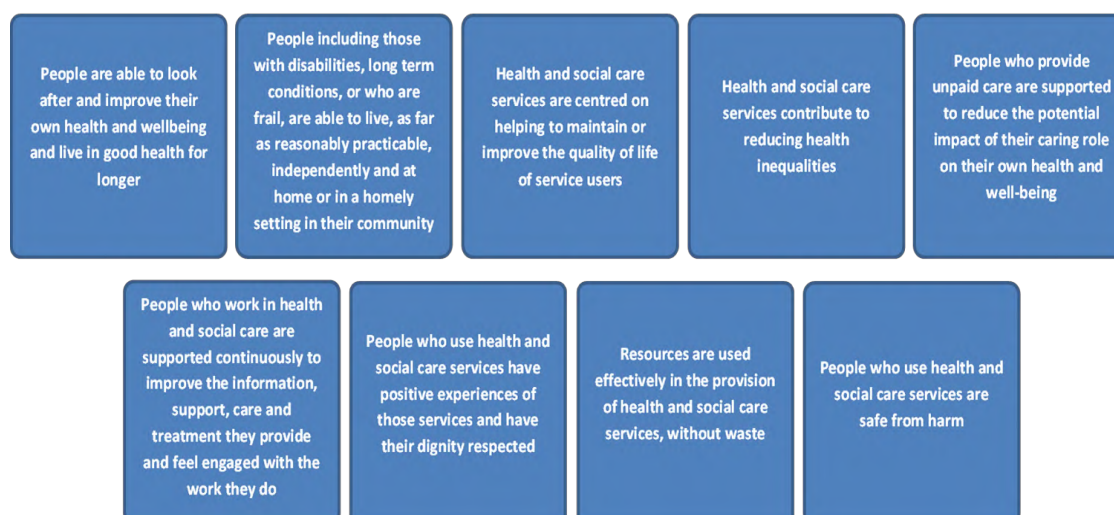 People are able to look
after and improve their
own health and wellbeing
and live in good health for
longer
People including those
with disabilities, long term
conditions, or who are
frail, are able to live, as far
as reasonably practicable,
independently and at
home or in a homely
setting in their community
Health and social care
services are centred on
helping to maintain or
improve the quality of life
of service users
Health and social care
services contribute to
reducing health
inequalities
People who provide
unpaid care are supported
to reduce the potential
impact of their caring role
on their own health and
well-being
People who work in health
and social care are
supported continuously to
improve the information,
support, care and
treatment they provide
and feel engaged with the
work they do
People who use health and
social care services have
positive experiences of
those services and have
their dignity respected
Resources are used
effectively in the provision
of health and social care
services, without waste
People who use health and
social care services are
safe from harm